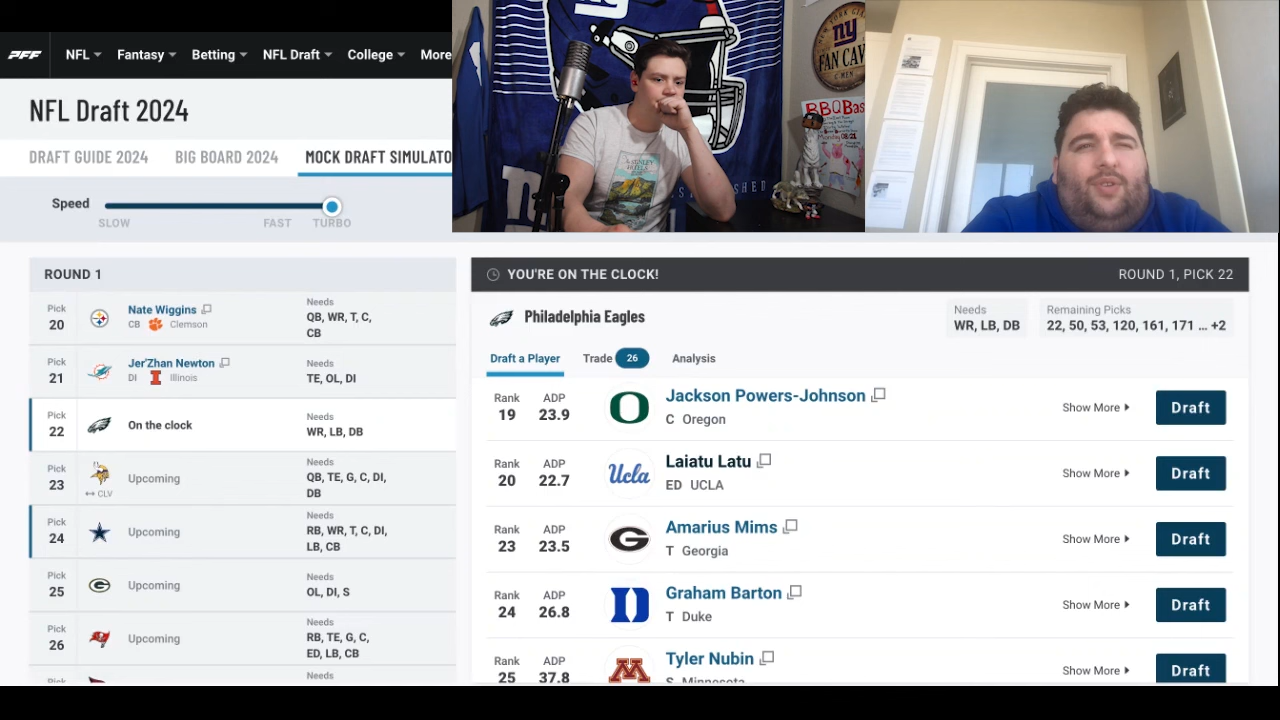 PFF
NFL
Fantasy
Betting
NFL Draft
College
More
NFL Draft 2024
DRAFT GUIDE 2024
BIG BOARD 2024
MOCK DRAFT SIMULATO
Speed
SLOW
FAST
TURBO
ny
FAN CAV
BBQ Bas
ROUND 1
Pick
20
Nate Wiggins
CB Clemson
Needs
QB, WR, T, C,
CB
Pick
21
Jer'Zhan Newton
DI Illinois
Needs
TE, OL, DI
Pick
22
On the clock
Needs
WR, LB, DB
Pick
23
CLV
Upcoming
Needs
QB, TE, G, C, DI,
DB
Pick
24
Upcoming
Needs
RB, WR, T, C, DI,
LB, CB
Pick
25
Upcoming
Needs
OL, DI, S
Pick
26
Upcoming
Needs
RB, TE, G, C,
ED, LB, CB
Needs
YOU'RE ON THE CLOCK!
ROUND 1, PICK 22
Philadelphia Eagles
Needs
WR, LB, DB
Remaining Picks
22, 50, 53, 120, 161, 171 ... +2
Draft a Player
Trade 26
Analysis
Rank
19
ADP
23.9
Jackson Powers-Johnson
C Oregon
Show More
Draft
Rank
20
ADP
22.7
Ucla
Laiatu Latu
ED UCLA
Show More
Draft
Rank
23
ADP
23.5
Amarius Mims
T Georgia
Show More
Draft
Rank
24
ADP
26.8
Graham Barton
T Duke
Show More
Draft
Rank
25
ADP
37.8
Tyler Nubin
S Minnesota
Show More
Draft